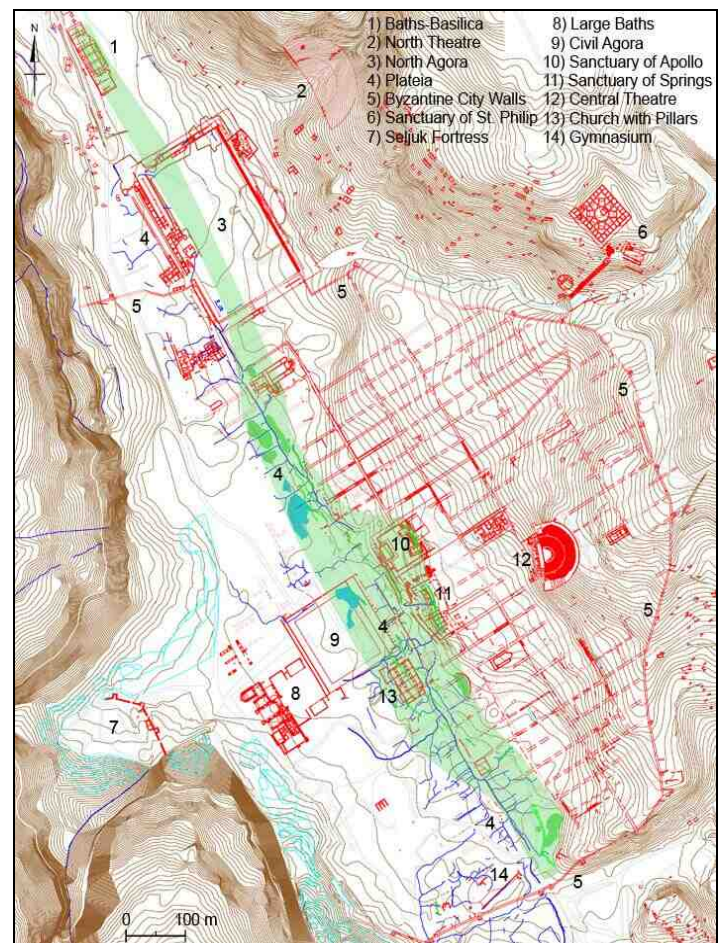 1) Baths-Basilica
2) North Theatre
3) North Agora
4) Plateia
5) Byzantine City Walls
6) Sanctuary of St. Philip
7) Seljuk Fortress
8) Large Baths
9) Civil Agora
10) Sanctuary of Apollo
11) Sanctuary of Springs
12) Central Theatre
13) Church with Pillars
14) Gymnasium
N
1
2
3
4
6
5
5
5
4
10
12
11
5
4
9
8
13
7
4
14
5
0 100 m